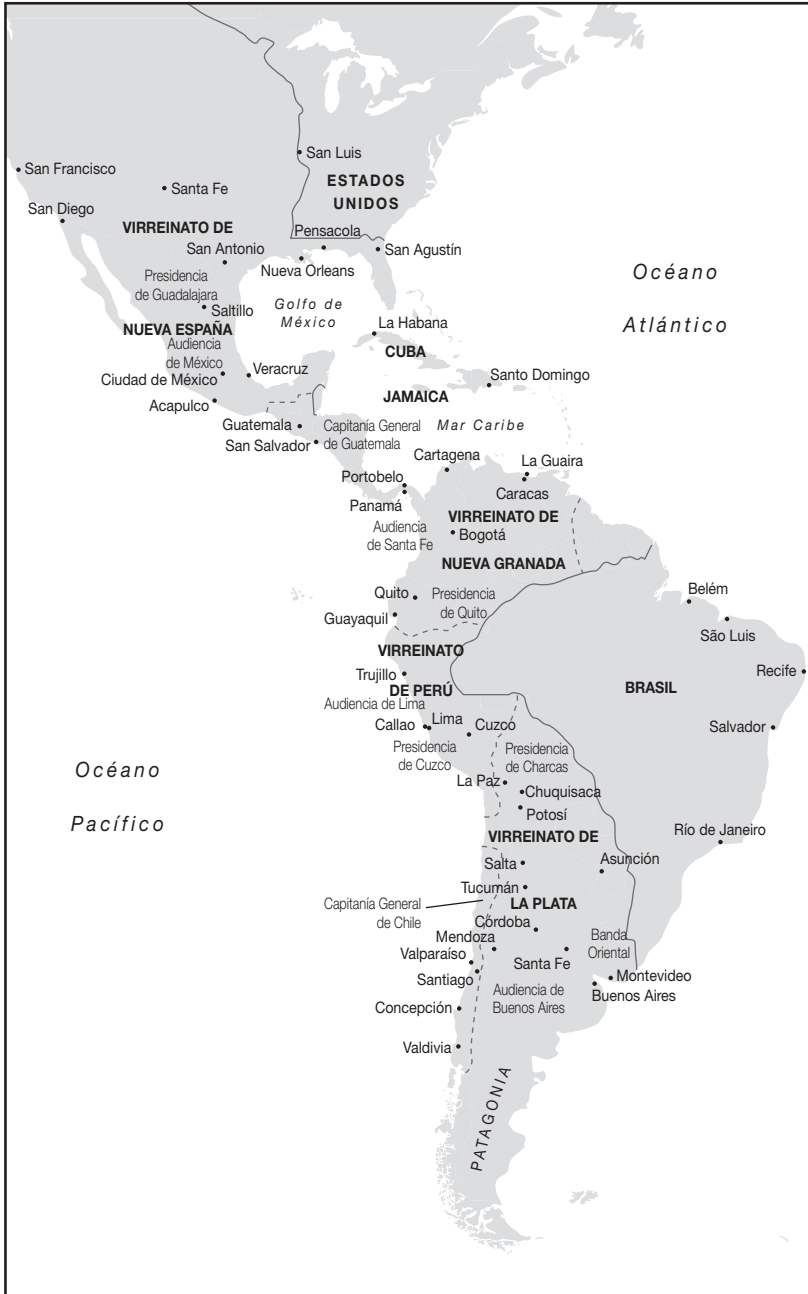 San Luis
San Francisco
ESTADOS
UNIDOS
Santa Fe
San Diego
VIRREINATO DE
Pensacola
San Antonio
San Agustín
Nueva Orleans
Presidencia
de Guadalajara
Océano
Atlántico
Golfo de
México
Saltillo
NUEVA ESPAÑA
La Habana
Audiencia
de México
CUBA
Ciudad de México
Veracruz
Santo Domingo
JAMAICA
Acapulco
Guatemala
Capitanía General
de Guatemala
Mar Caribe
San Salvador
Cartagena
La Guaira
Portobelo
Caracas
Panamá
VIRREINATO DE
Audiencia
de Santa Fe
Bogotá
NUEVA GRANADA
Quito
Presidencia
de Quito
Belém
Guayaquil
São Luis
VIRREINATO
Trujillo
Recife
DE PERÚ
BRASIL
Audiencia de Lima
Callao
Lima
Cuzco
Salvador
Presidencia
de Cuzco
Presidencia
de Charcas
Océano
Pacífico
La Paz
Chuquisaca
Potosí
VIRREINATO DE
Río de Janeiro
Salta
Asunción
Tucumán
Capitanía General
de Chile
LA PLATA
Córdoba
Mendoza
Banda
Oriental
Valparaíso
Santa Fe
Santiago
Montevideo
Audiencia de
Buenos Aires
Buenos Aires
Concepción
Valdivia
PATAGONIA